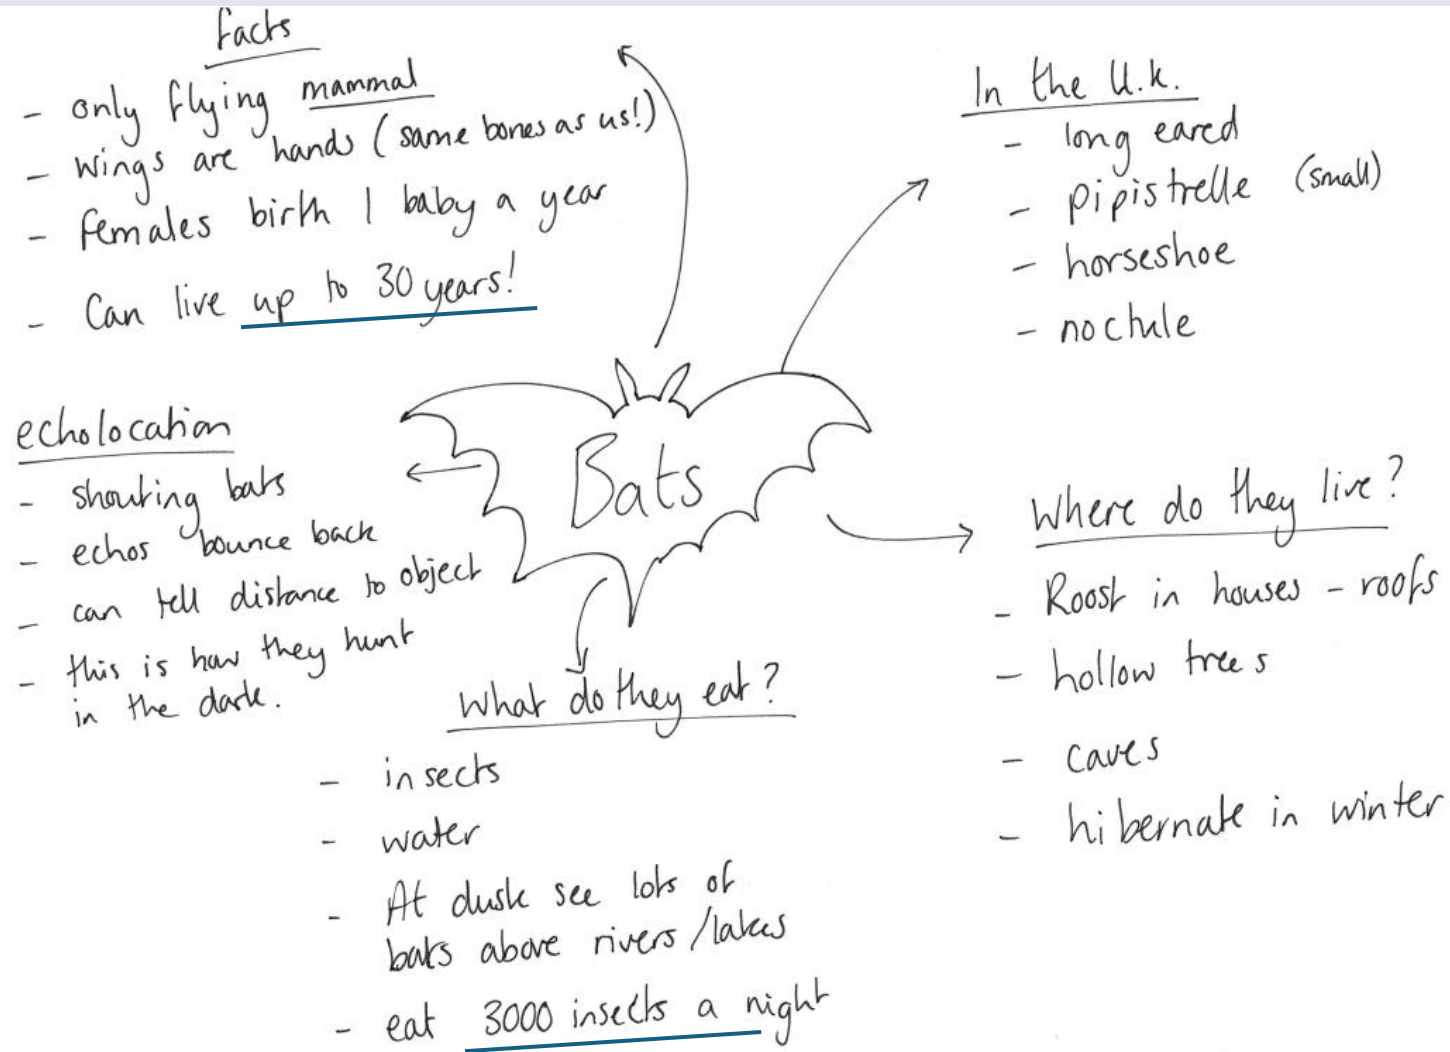 facts
- only flying mammal
- wings are hands (same bones as us!)
- females birth 1 baby a year
- Can live up to 30 years!
In the U.k.
- long eared
- pipistrelle (small)
- horseshoe
- noctule
Bats
echolocation
- shouting bats
- echos bounce back
- can tell distance to object
- this is how they hunt
in the dark.
Where do they live?
- Roost in houses - roofs
- hollow trees
- caves
- hibernate in winter
What do they eat?
- insects
- water
- At dusk see lots of
bats above rivers/lakes
- eat 3000 insects a night